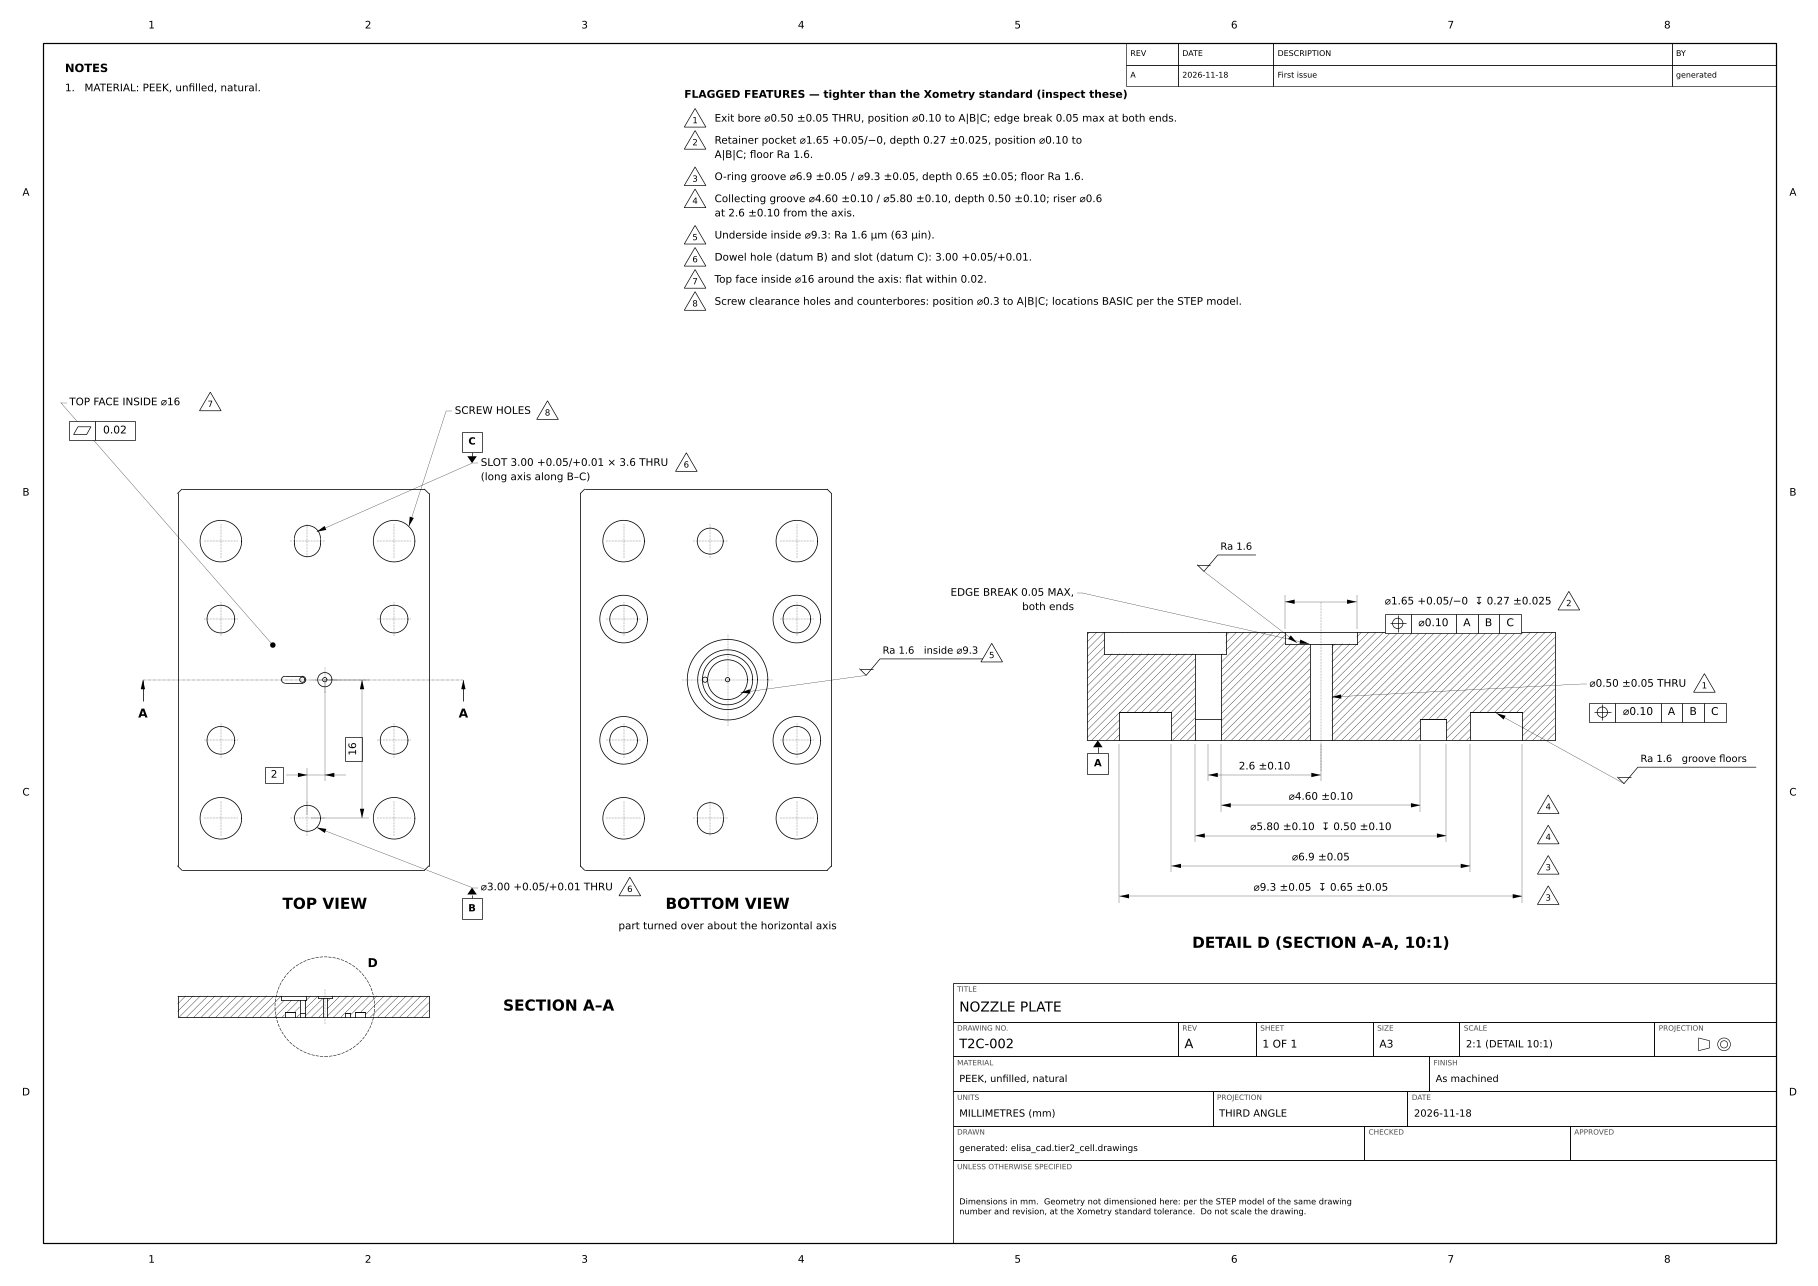 1 2 3 4 5 6 7 8
NOTES
1. MATERIAL: PEEK, unfilled, natural.
REV DATE DESCRIPTION BY
A 2026-11-18 First issue generated
FLAGGED FEATURES — tighter than the Xometry standard (inspect these)
1 Exit bore ⌀0.50 ±0.05 THRU, position ⌀0.10 to A|B|C; edge break 0.05 max at both ends.
2 Retainer pocket ⌀1.65 +0.05/−0, depth 0.27 ±0.025, position ⌀0.10 to
A|B|C; floor Ra 1.6.
3 O-ring groove ⌀6.9 ±0.05 / ⌀9.3 ±0.05, depth 0.65 ±0.05; floor Ra 1.6.
4 Collecting groove ⌀4.60 ±0.10 / ⌀5.80 ±0.10, depth 0.50 ±0.10; riser ⌀0.6
at 2.6 ±0.10 from the axis.
5 Underside inside ⌀9.3: Ra 1.6 µm (63 µin).
6 Dowel hole (datum B) and slot (datum C): 3.00 +0.05/+0.01.
7 Top face inside ⌀16 around the axis: flat within 0.02.
8 Screw clearance holes and counterbores: position ⌀0.3 to A|B|C; locations BASIC per the STEP model.
A A
B B
C C
D D
TOP FACE INSIDE ⌀16 7
0.02
SCREW HOLES 8
C
SLOT 3.00 +0.05/+0.01 × 3.6 THRU 6
(long axis along B–C)
A A
16
2
⌀3.00 +0.05/+0.01 THRU 6
B
TOP VIEW
Ra 1.6 inside ⌀9.3 5
BOTTOM VIEW
part turned over about the horizontal axis
Ra 1.6
EDGE BREAK 0.05 MAX,
both ends
⌀1.65 +0.05/−0 ↧ 0.27 ±0.025 2
⌀0.10 A B C
⌀0.50 ±0.05 THRU 1
⌀0.10 A B C
A
Ra 1.6 groove floors
2.6 ±0.10
⌀4.60 ±0.10 4
⌀5.80 ±0.10 ↧ 0.50 ±0.10 4
⌀6.9 ±0.05 3
⌀9.3 ±0.05 ↧ 0.65 ±0.05 3
DETAIL D (SECTION A–A, 10:1)
D
SECTION A–A
TITLE
NOZZLE PLATE
DRAWING NO. REV SHEET SIZE SCALE PROJECTION
T2C-002 A 1 OF 1 A3 2:1 (DETAIL 10:1)
MATERIAL FINISH
PEEK, unfilled, natural As machined
UNITS PROJECTION DATE
MILLIMETRES (mm) THIRD ANGLE 2026-11-18
DRAWN CHECKED APPROVED
generated: elisa_cad.tier2_cell.drawings
UNLESS OTHERWISE SPECIFIED
Dimensions in mm. Geometry not dimensioned here: per the STEP model of the same drawing
number and revision, at the Xometry standard tolerance. Do not scale the drawing.
1 2 3 4 5 6 7 8